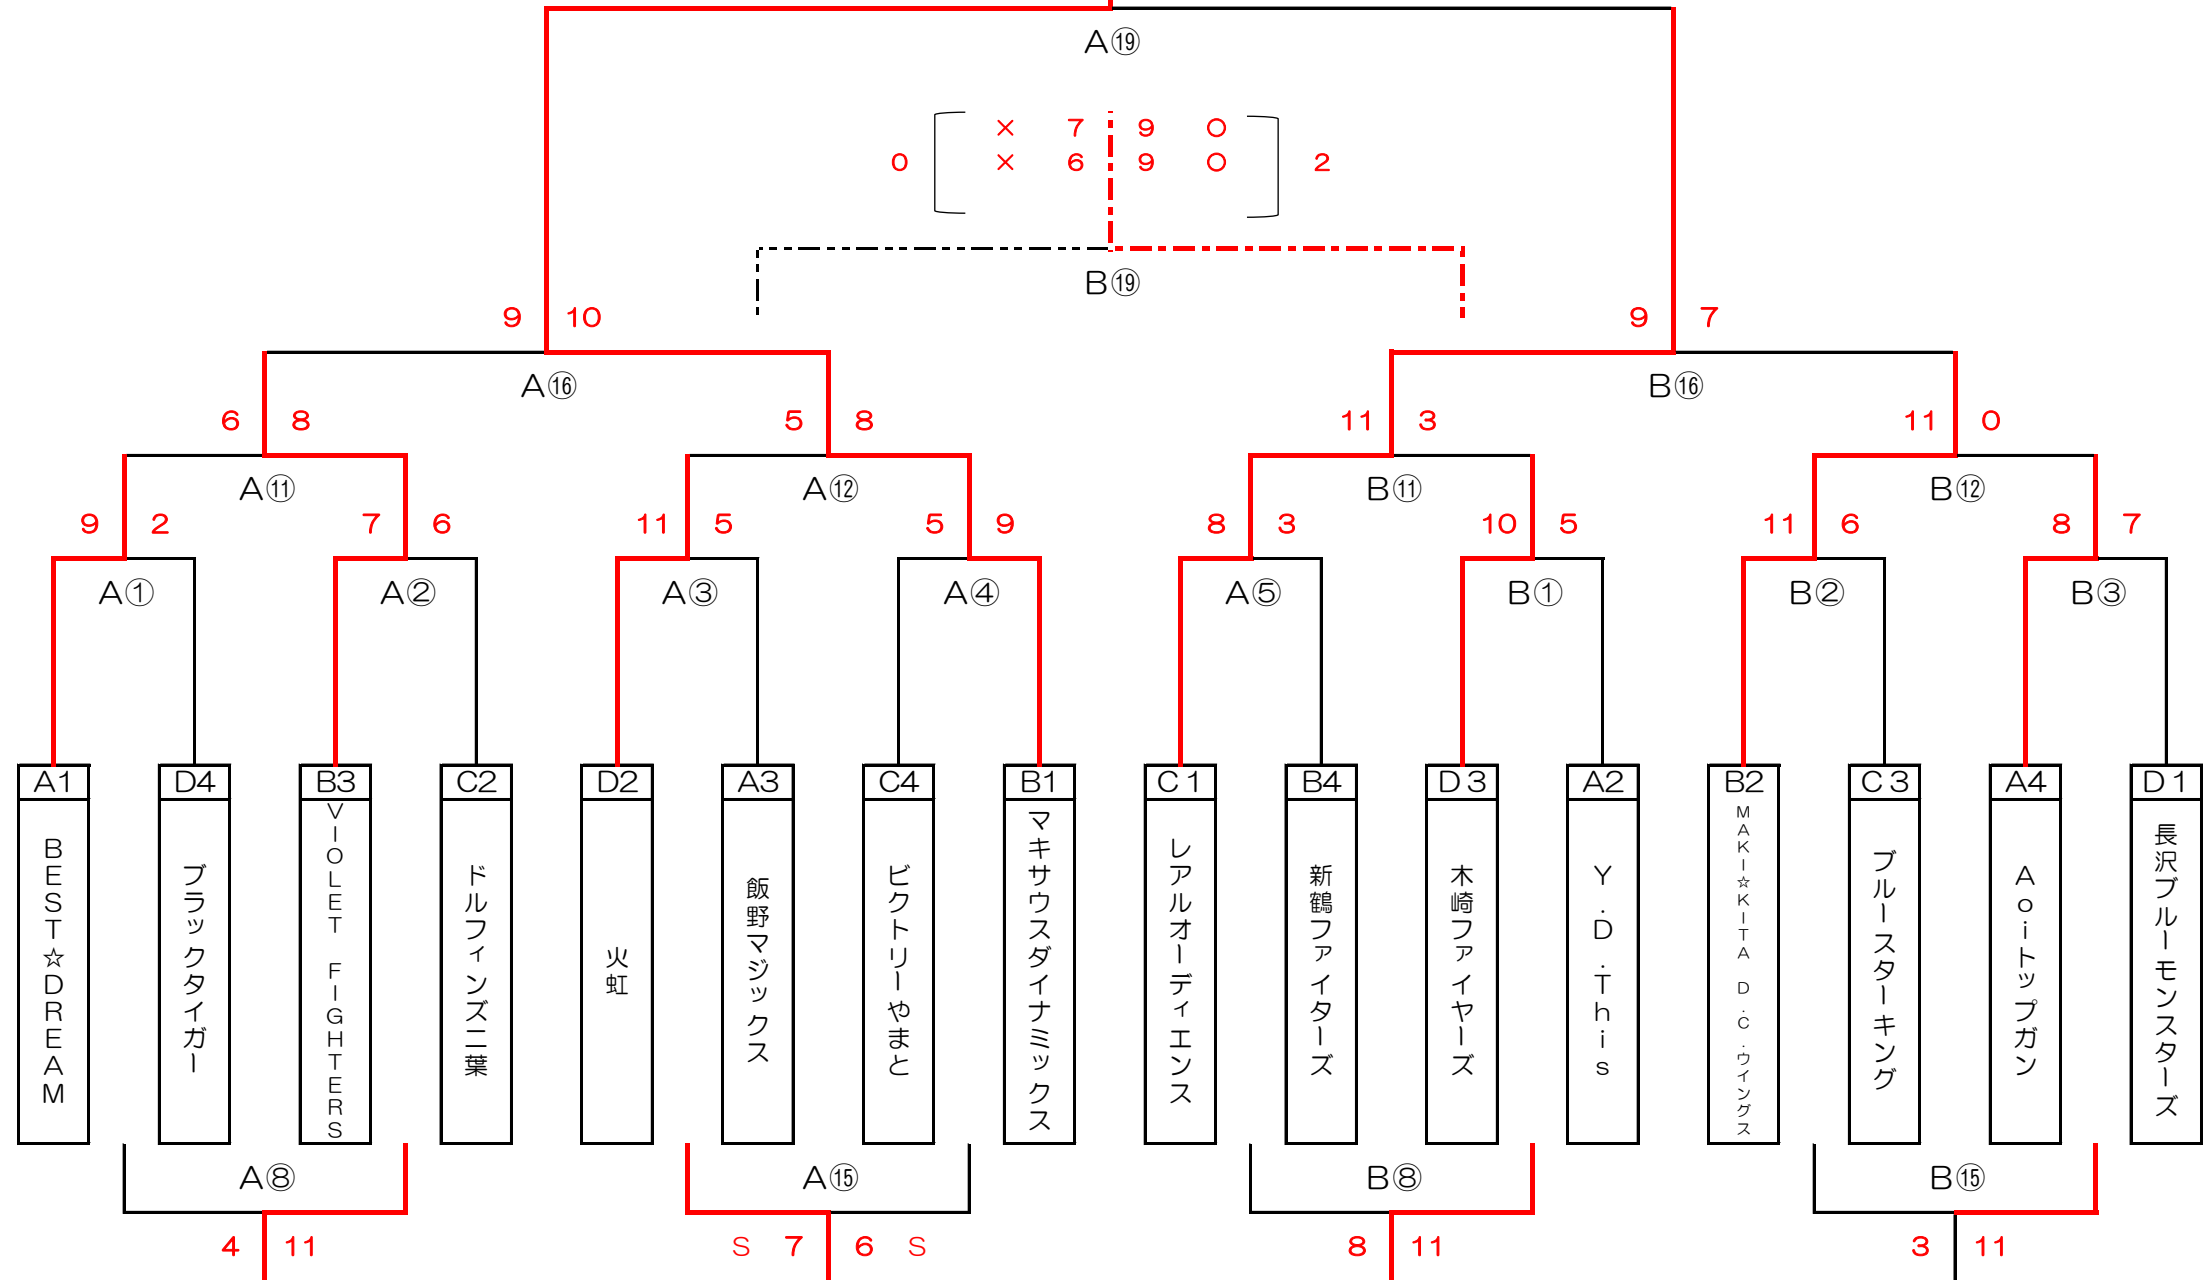 A⑲
× 7 9 ○
0 × 6 9 ○ 2
B⑲
9 10 9 7
A⑯ B⑯
6 8 5 8 11 3 11 0
A⑪ A⑫ B⑪ B⑫
9 2 7 6 11 5 5 9 8 3 10 5 11 6 8 7
A① A② A③ A④ A⑤ B① B② B③
A1 D4 B3 C2 D2 A3 C4 B1 C1 B4 D3 A2 B2 C3 A4 D1
BEST☆DREAM
ブラックタイガー
VIOLET FIGHTERS
ドルフィンズ二葉
火虹
飯野マジックス
ビクトリーやまと
マキサウスダイナミックス
レアルオーディエンス
新鶴ファイターズ
木崎ファイヤーズ
Y.D.This
MAKI☆KITA D.C.ウイングス
ブルースターキング
Aoiトップガン
長沢ブルーモンスターズ
A⑧ A⑮ B⑧ B⑮
4 11 S 7 6 S 8 11 3 11